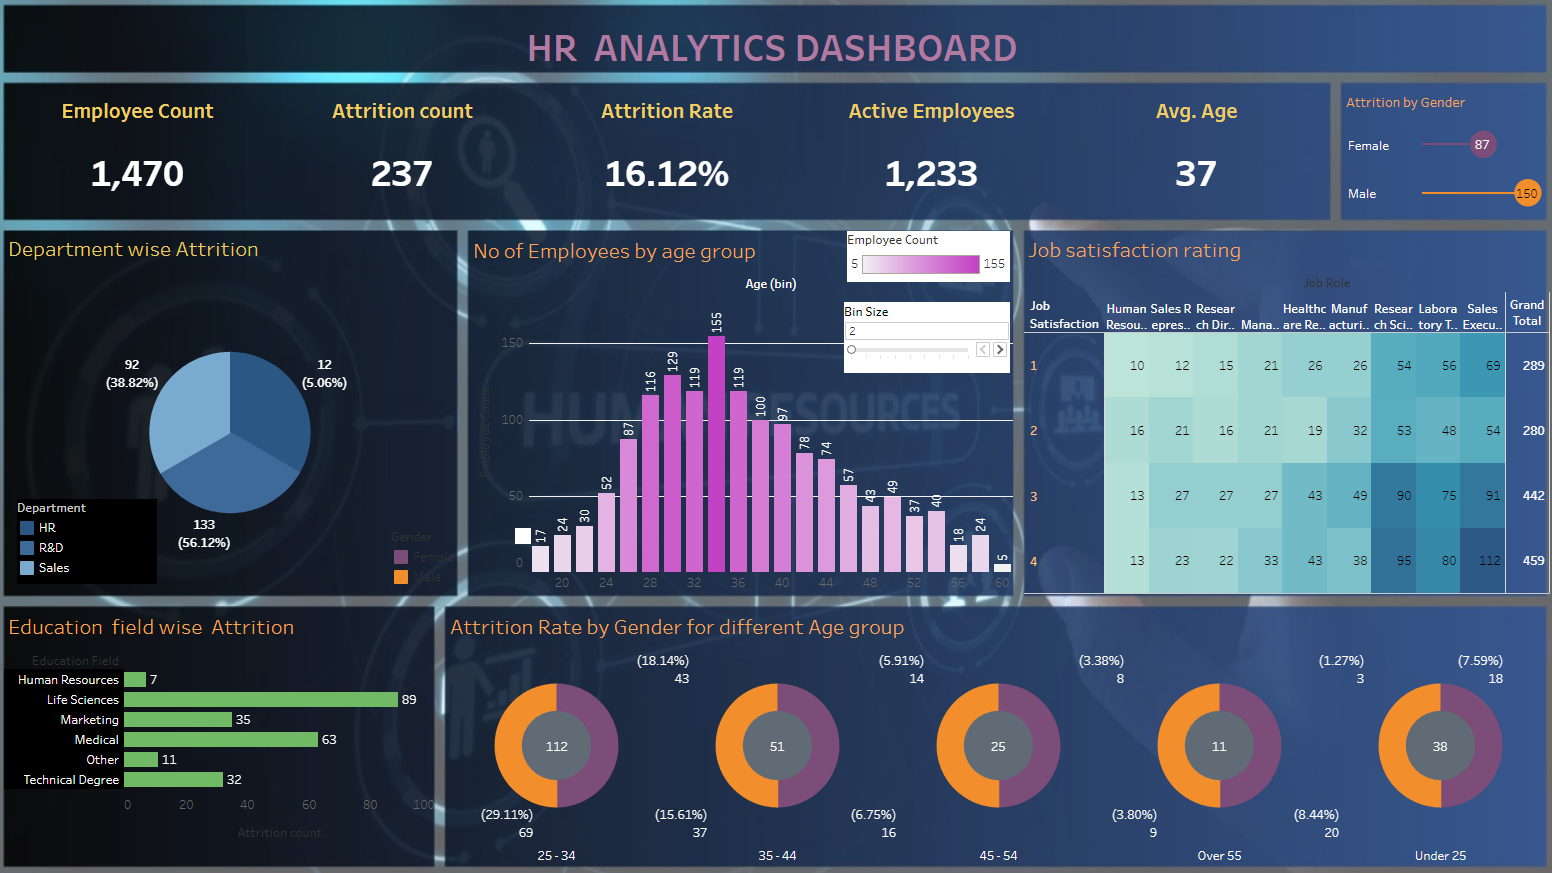 HR ANALYTICS DASHBOARD
Employee Count
1,470
Attrition count
237
Attrition Rate
16.12%
Active Employees
1,233
Avg. Age
37
Attrition by Gender
Female 87
Male 150
Department wise Attrition
92
(38.82%)
12
(5.06%)
133
(56.12%)
Department
HR
R&D
Sales
Gender
Female
Male
No of Employees by age group
Employee Count
5 155
Age (bin)
Bin Size
2
HUMAN RESOURCES
Employee Count
150
100
50
0
17 24 30 52 87 116 129 119 155 119 100 97 78 74 57 43 49 37 40 18 24 5
20 24 28 32 36 40 44 48 52 56 60
Job satisfaction rating
Job Role
Job Satisfaction
Human Resou..
Sales R epres..
Resear ch Dir..
Mana..
Healthc are Re..
Manuf acturi..
Resear ch Sci..
Labora tory T..
Sales Execu..
Grand Total
1 10 12 15 21 26 26 54 56 69 289
2 16 21 16 21 19 32 53 48 54 280
3 13 27 27 27 43 49 90 75 91 442
4 13 23 22 33 43 38 95 80 112 459
Education field wise Attrition
Education Field
Human Resources 7
Life Sciences 89
Marketing 35
Medical 63
Other 11
Technical Degree 32
0 20 40 60 80 100
Attrition count
Attrition Rate by Gender for different Age group
(18.14%)
43
112
(29.11%)
69
25 - 34
(5.91%)
14
51
(15.61%)
37
35 - 44
(3.38%)
8
25
(6.75%)
16
45 - 54
(1.27%)
3
11
(3.80%)
9
Over 55
(7.59%)
18
38
(8.44%)
20
Under 25